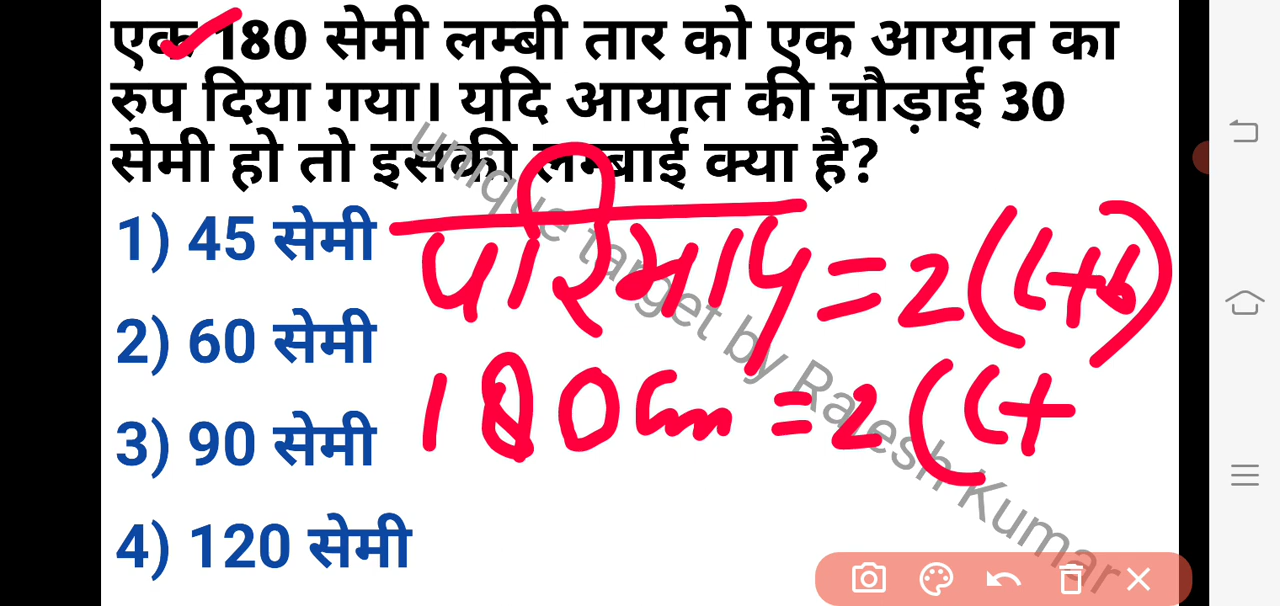 एक 180 सेमी लम्बी तार को एक आयात का
रुप दिया गया। यदि आयात की चौड़ाई 30
सेमी हो तो इसकी लम्बाई क्या है?
1) 45 सेमी
2) 60 सेमी
3) 90 सेमी
4) 120 सेमी
परिमाप = 2(l+b)
180cm = 2(l+
unique target by Rajesh Kumar